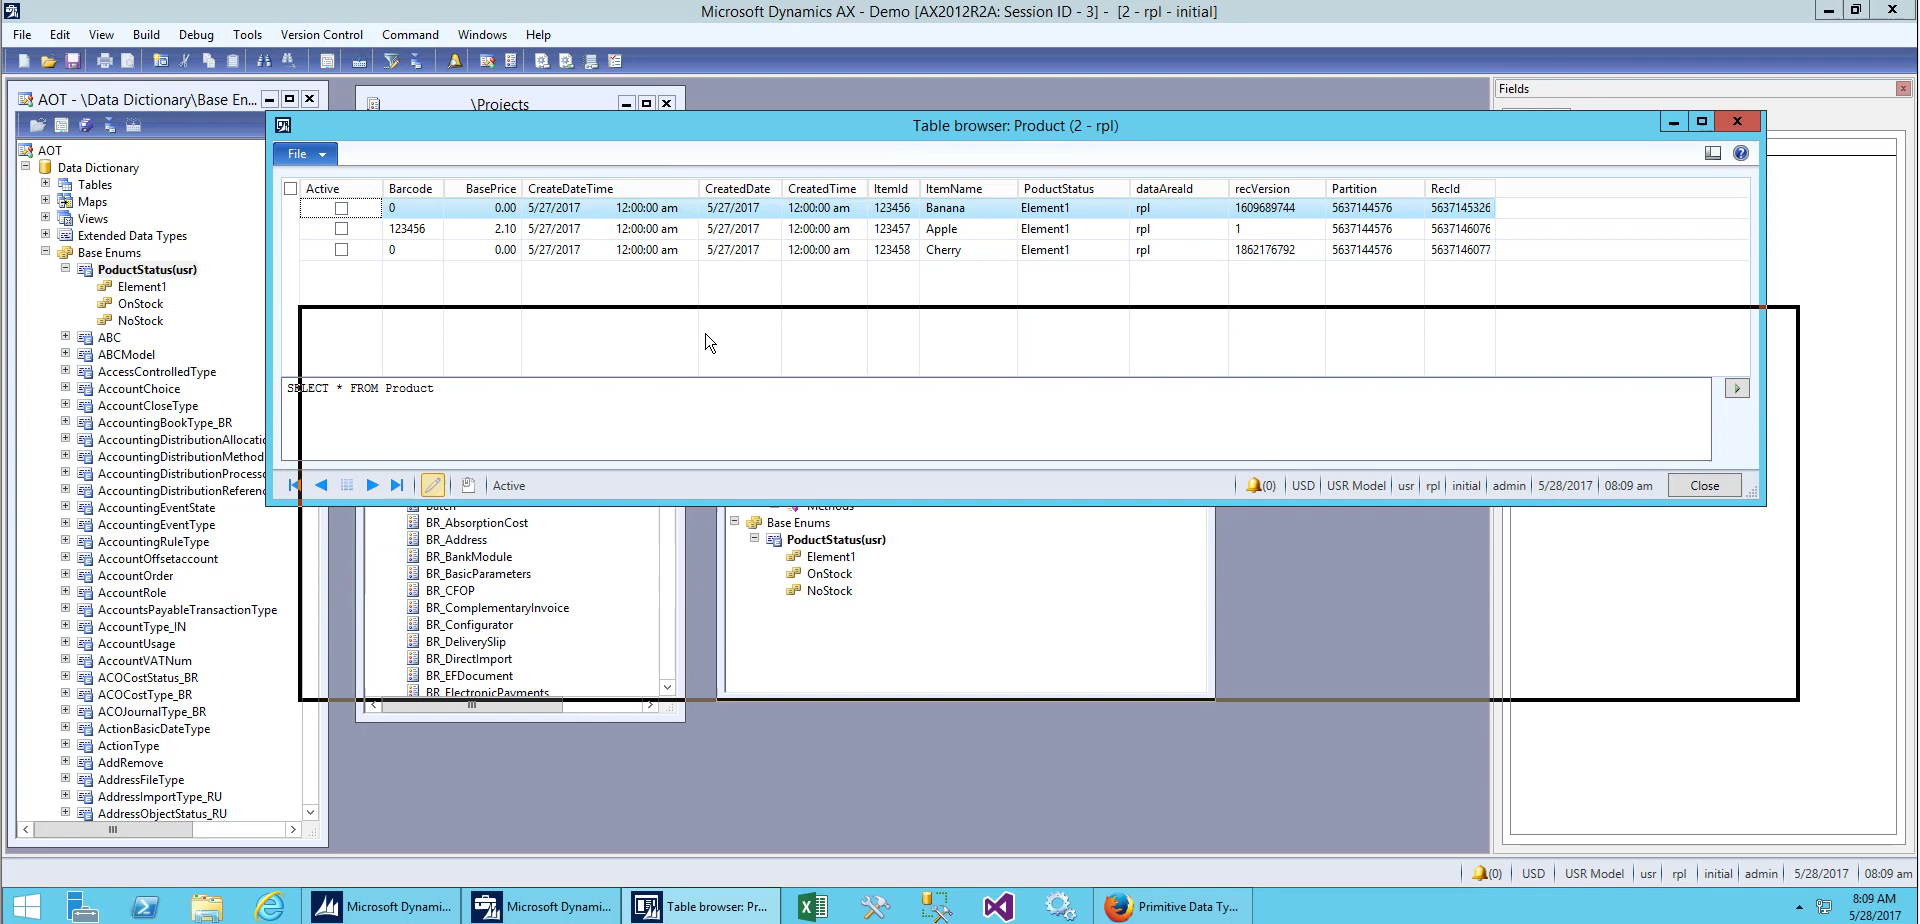 Microsoft Dynamics AX - Demo [AX2012R2A: Session ID - 3] - [2 - rpl - initial]
File Edit View Build Debug Tools Version Control Command Windows Help
AOT - \Data Dictionary\Base En...
\Projects
Fields
Table browser: Product (2 - rpl)
File
AOT
Data Dictionary
Tables
Maps
Views
Extended Data Types
Base Enums
PoductStatus(usr)
Element1
OnStock
NoStock
ABC
ABCModel
AccessControlledType
AccountChoice
AccountCloseType
AccountingBookType_BR
AccountingDistributionAllocatic
AccountingDistributionMethod
AccountingDistributionProcesso
AccountingDistributionReferenc
AccountingEventState
AccountingEventType
AccountingRuleType
AccountOffsetaccount
AccountOrder
AccountRole
AccountsPayableTransactionType
AccountType_IN
AccountUsage
AccountVATNum
ACOCostStatus_BR
ACOCostType_BR
ACOJournalType_BR
ActionBasicDateType
ActionType
AddRemove
AddressFileType
AddressImportType_RU
AddressObjectStatus_RU
Active Barcode BasePrice CreateDateTime CreatedDate CreatedTime ItemId ItemName PoductStatus dataAreaId recVersion Partition RecId
0 0.00 5/27/2017 12:00:00 am 5/27/2017 12:00:00 am 123456 Banana Element1 rpl 1609689744 5637144576 5637145326
123456 2.10 5/27/2017 12:00:00 am 5/27/2017 12:00:00 am 123457 Apple Element1 rpl 1 5637144576 5637146076
0 0.00 5/27/2017 12:00:00 am 5/27/2017 12:00:00 am 123458 Cherry Element1 rpl 1862176792 5637144576 5637146077
SELECT * FROM Product
Active (0) USD USR Model usr rpl initial admin 5/28/2017 08:09 am Close
BR_AbsorptionCost
BR_Address
BR_BankModule
BR_BasicParameters
BR_CFOP
BR_ComplementaryInvoice
BR_Configurator
BR_DeliverySlip
BR_DirectImport
BR_EFDocument
BR_ElectronicPayments
Methods
Base Enums
PoductStatus(usr)
Element1
OnStock
NoStock
(0) USD USR Model usr rpl initial admin 5/28/2017 08:09 am
Microsoft Dynami... Microsoft Dynami... Table browser: Pr... Primitive Data Ty...
8:09 AM
5/28/2017